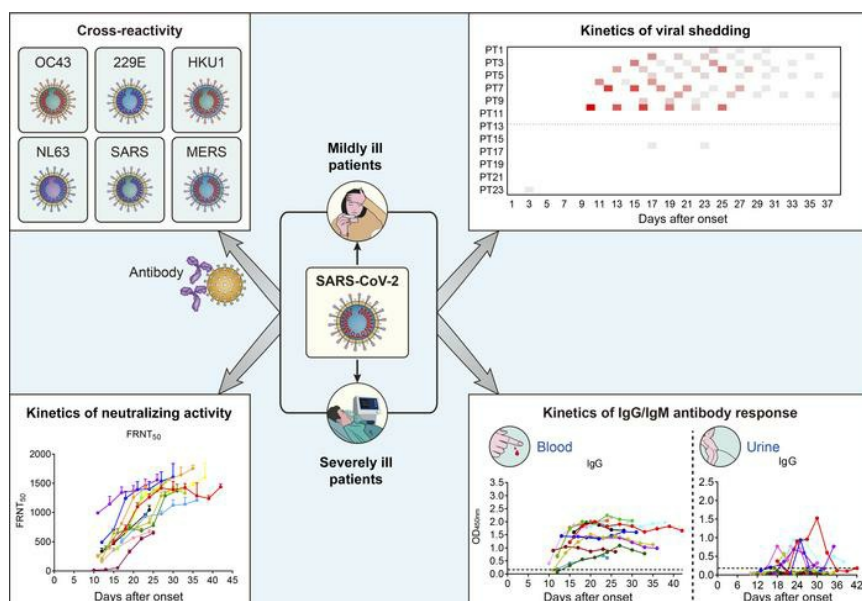 Cross-reactivity
OC43 229E HKU1
NL63 SARS MERS
Antibody
Mildly ill
patients
SARS-CoV-2
Severely ill
patients
Kinetics of viral shedding
PT1
PT3
PT5
PT7
PT9
PT11
PT13
PT15
PT17
PT19
PT21
PT23
1 3 5 7 9 11 13 15 17 19 21 23 25 27 29 31 33 35 37
Days after onset
Kinetics of neutralizing activity
FRNT50
FRNT50
2000
1500
1000
500
0
0 5 10 15 20 25 30 35 40 45
Days after onset
Kinetics of IgG/IgM antibody response
Blood
IgG
OD450nm
3.5
3.0
2.5
2.0
1.5
1.0
0.5
0.0
0 5 10 15 20 25 30 35 40
Days after onset
Urine
IgG
2.5
2.0
1.5
1.0
0.5
0.0
0 6 12 18 24 30 36 42
Days after onset